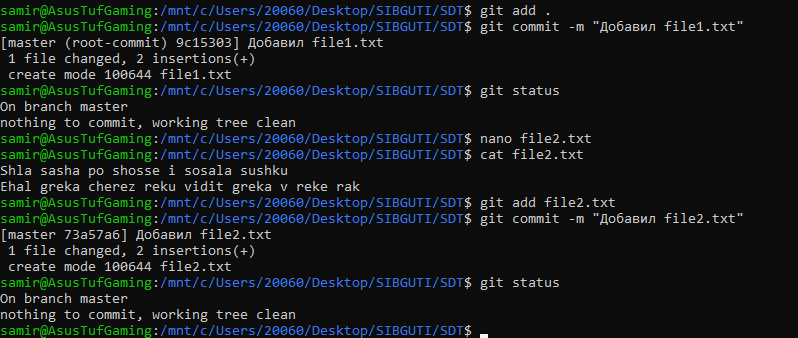 samir@AsusTufGaming:/mnt/c/Users/20060/Desktop/SIBGUTI/SDT$ git add .
samir@AsusTufGaming:/mnt/c/Users/20060/Desktop/SIBGUTI/SDT$ git commit -m "Добавил file1.txt"
[master (root-commit) 9c15303] Добавил file1.txt
 1 file changed, 2 insertions(+)
 create mode 100644 file1.txt
samir@AsusTufGaming:/mnt/c/Users/20060/Desktop/SIBGUTI/SDT$ git status
On branch master
nothing to commit, working tree clean
samir@AsusTufGaming:/mnt/c/Users/20060/Desktop/SIBGUTI/SDT$ nano file2.txt
samir@AsusTufGaming:/mnt/c/Users/20060/Desktop/SIBGUTI/SDT$ cat file2.txt
Shla sasha po shosse i sosala sushku
Ehal greka cherez reku vidit greka v reke rak
samir@AsusTufGaming:/mnt/c/Users/20060/Desktop/SIBGUTI/SDT$ git add file2.txt
samir@AsusTufGaming:/mnt/c/Users/20060/Desktop/SIBGUTI/SDT$ git commit -m "Добавил file2.txt"
[master 73a57a6] Добавил file2.txt
 1 file changed, 2 insertions(+)
 create mode 100644 file2.txt
samir@AsusTufGaming:/mnt/c/Users/20060/Desktop/SIBGUTI/SDT$ git status
On branch master
nothing to commit, working tree clean
samir@AsusTufGaming:/mnt/c/Users/20060/Desktop/SIBGUTI/SDT$